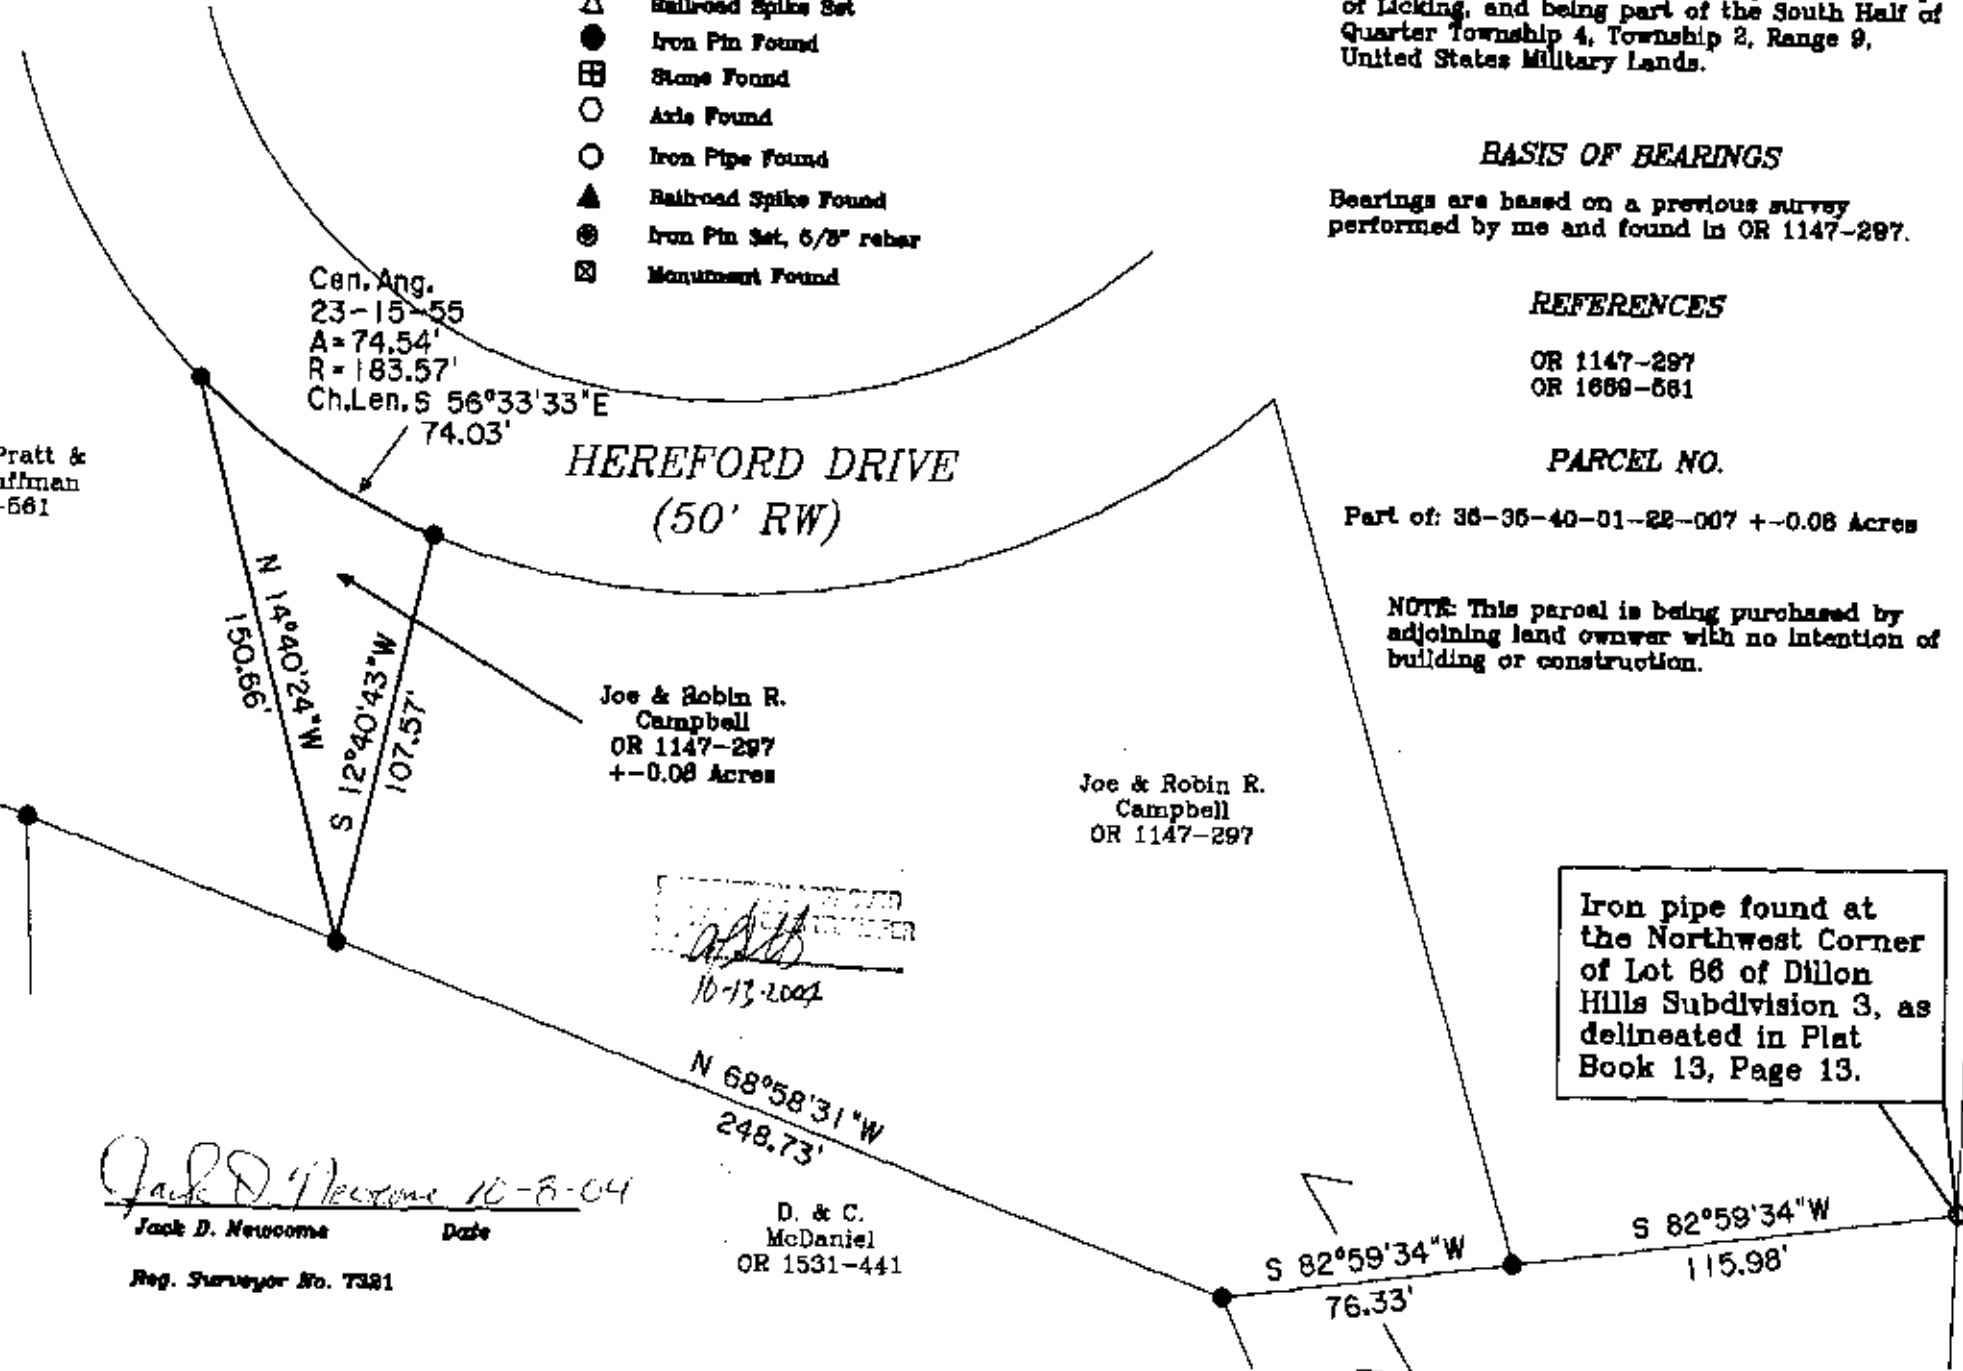 Railroad Spike Set
Iron Pin Found
Stone Found
Axle Found
Iron Pipe Found
Railroad Spike Found
Iron Pin Set, 5/8" rebar
Monument Found
of Licking, and being part of the South Half of
Quarter Township 4, Township 2, Range 9,
United States Military Lands.
BASIS OF BEARINGS
Bearings are based on a previous survey
performed by me and found in OR 1147-297.
REFERENCES
OR 1147-297
OR 1669-561
PARCEL NO.
Part of: 36-35-40-01-22-007 +-0.08 Acres
NOTE: This parcel is being purchased by
adjoining land ownwer with no intention of
building or construction.
Cen. Ang.
23-15-55
A=74.54'
R=183.57'
Ch.Len. S 56°33'33"E
74.03'
HEREFORD DRIVE
(50' RW)
Pratt &
uffman
-561
N 14°40'24"W
150.66'
S 12°40'43"W
107.57'
Joe & Robin R.
Campbell
OR 1147-297
+-0.08 Acres
Joe & Robin R.
Campbell
OR 1147-297
10-13-2004
Iron pipe found at
the Northwest Corner
of Lot 86 of Dillon
Hills Subdivision 3, as
delineated in Plat
Book 13, Page 13.
N 68°58'31"W
248.73'
Jack D. Newcome 10-8-04
Jack D. Newcome Date
Reg. Surveyor No. 7321
D. & C.
McDaniel
OR 1531-441
S 82°59'34"W
76.33'
S 82°59'34"W
115.98'